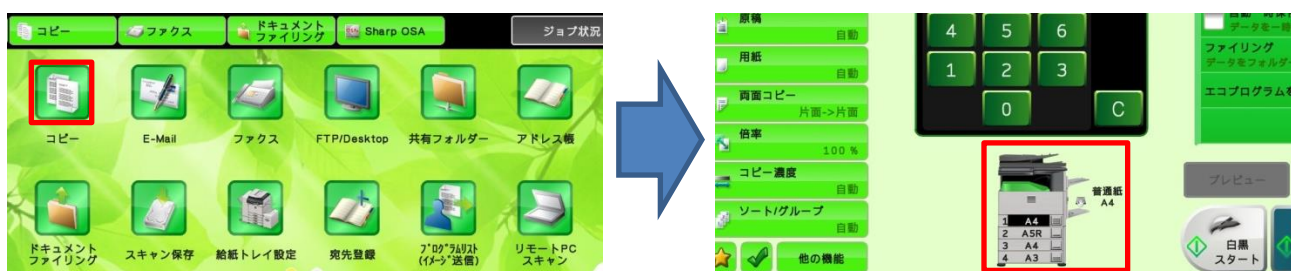 コピー
ファクス
ドキュメント
ファイリング
Sharp OSA
ジョブ状況
コピー
E-Mail
ファクス
FTP/Desktop
共有フォルダー
アドレス帳
ドキュメント
ファイリング
スキャン保存
給紙トレイ設定
宛先登録
プログラムリスト
(イメージ送信)
リモートPC
スキャン
原稿
自動
用紙
自動
両面コピー
片面->片面
倍率
100 %
コピー濃度
自動
ソート/グループ
自動
他の機能
4 5 6
1 2 3
0 C
普通紙
A4
1 A4
2 A5R
3 A4
4 A3
ファイリング
データをフォルダ
エコプログラムを
プレビュー
白黒
スタート